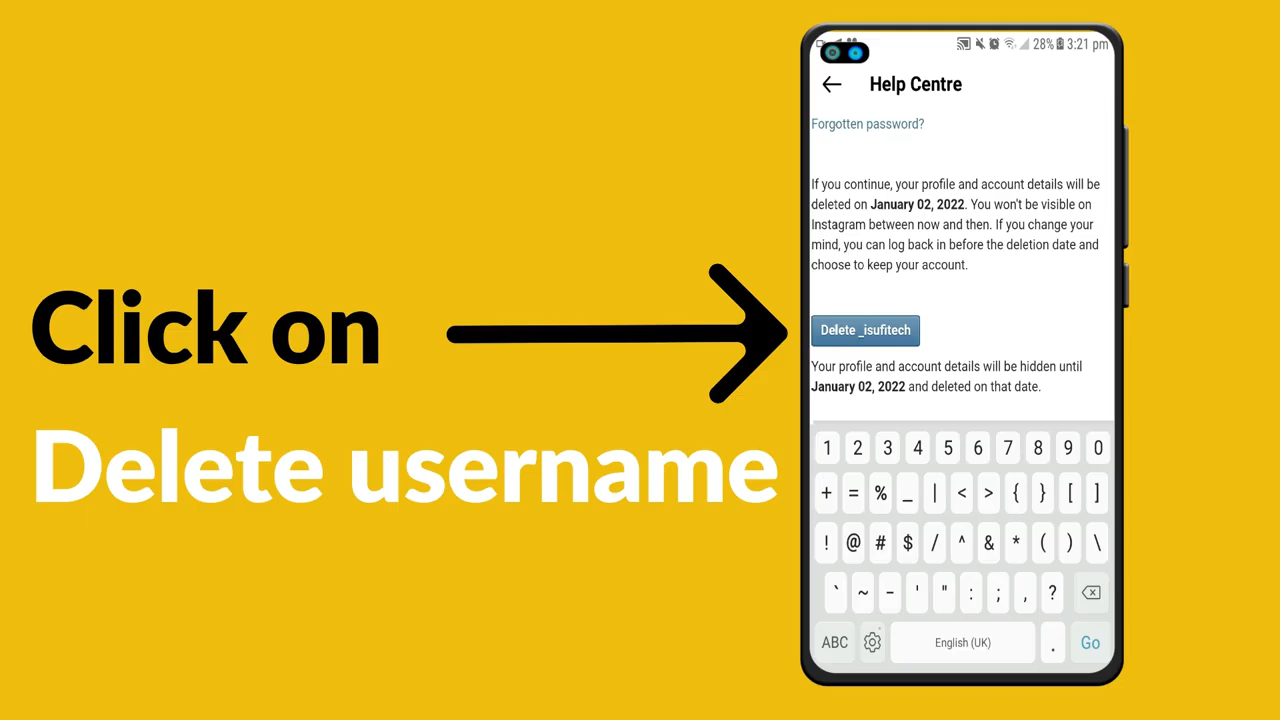 28% 3:21 pm
Help Centre
Forgotten password?
If you continue, your profile and account details will be
deleted on January 02, 2022. You won't be visible on
Instagram between now and then. If you change your
mind, you can log back in before the deletion date and
choose to keep your account.
Click on
Delete _isufitech
Your profile and account details will be hidden until
January 02, 2022 and deleted on that date.
Delete username
1 2 3 4 5 6 7 8 9 0
+ = % _ | < > { } [ ]
! @ # $ / ^ & * ( ) \
` ~ - ' " : ; , ?
ABC English (UK) . Go